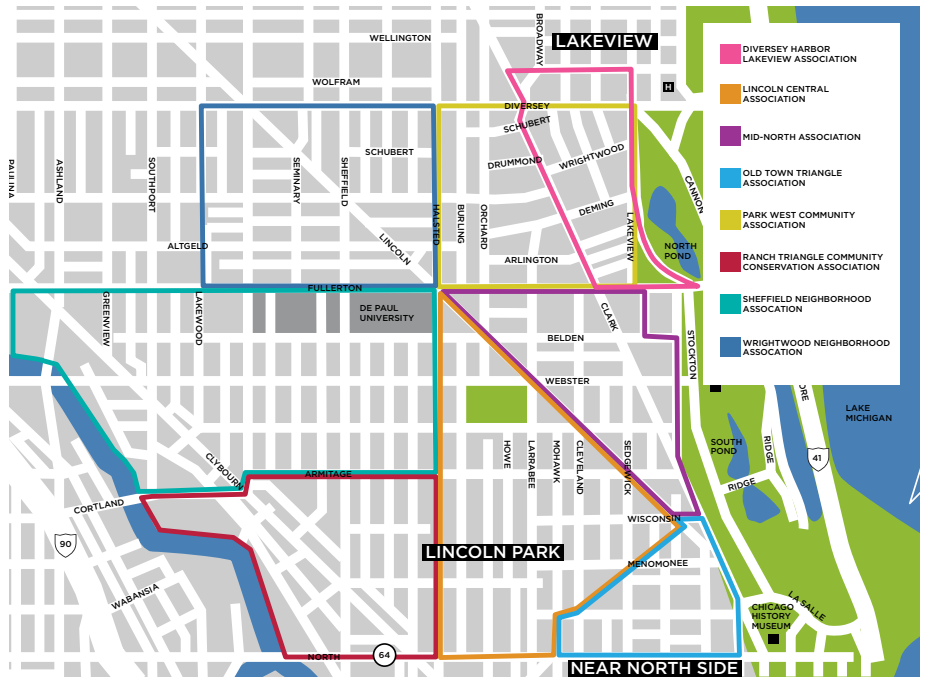 WELLINGTON
BROADWAY
LAKEVIEW
WOLFRAM
H
DIVERSEY
SCHUBERT
SCHUBERT
DRUMMOND
WRIGHTWOOD
PAULINA
ASHLAND
SOUTHPORT
SEMINARY
SHEFFIELD
CANNON
DEMING
HALSTED
BURLING
ORCHARD
LAKEVIEW
ALTGELD
LINCOLN
ARLINGTON
NORTH
POND
FULLERTON
GREENVIEW
LAKEWOOD
DE PAUL
UNIVERSITY
CLARK
BELDEN
STOCKTON
WEBSTER
ORE
LAKE
MICHIGAN
HOWE
LARRABEE
MOHAWK
CLEVELAND
SEDGEWICK
SOUTH
POND
RIDGE
41
CLYBOURN
ARMITAGE
RIDGE
CORTLAND
WISCONSIN
90
LINCOLN PARK
MENOMONEE
WABANSIA
LA SALLE
CHICAGO
HISTORY
MUSEUM
NORTH
64
NEAR NORTH SIDE
DIVERSEY HARBOR
LAKEVIEW ASSOCIATION
LINCOLN CENTRAL
ASSOCIATION
MID-NORTH ASSOCIATION
OLD TOWN TRIANGLE
ASSOCIATION
PARK WEST COMMUNITY
ASSOCIATION
RANCH TRIANGLE COMMUNITY
CONSERVATION ASSOCIATION
SHEFFIELD NEIGHBORHOOD
ASSOCATION
WRIGHTWOOD NEIGHBORHOOD
ASSOCATION